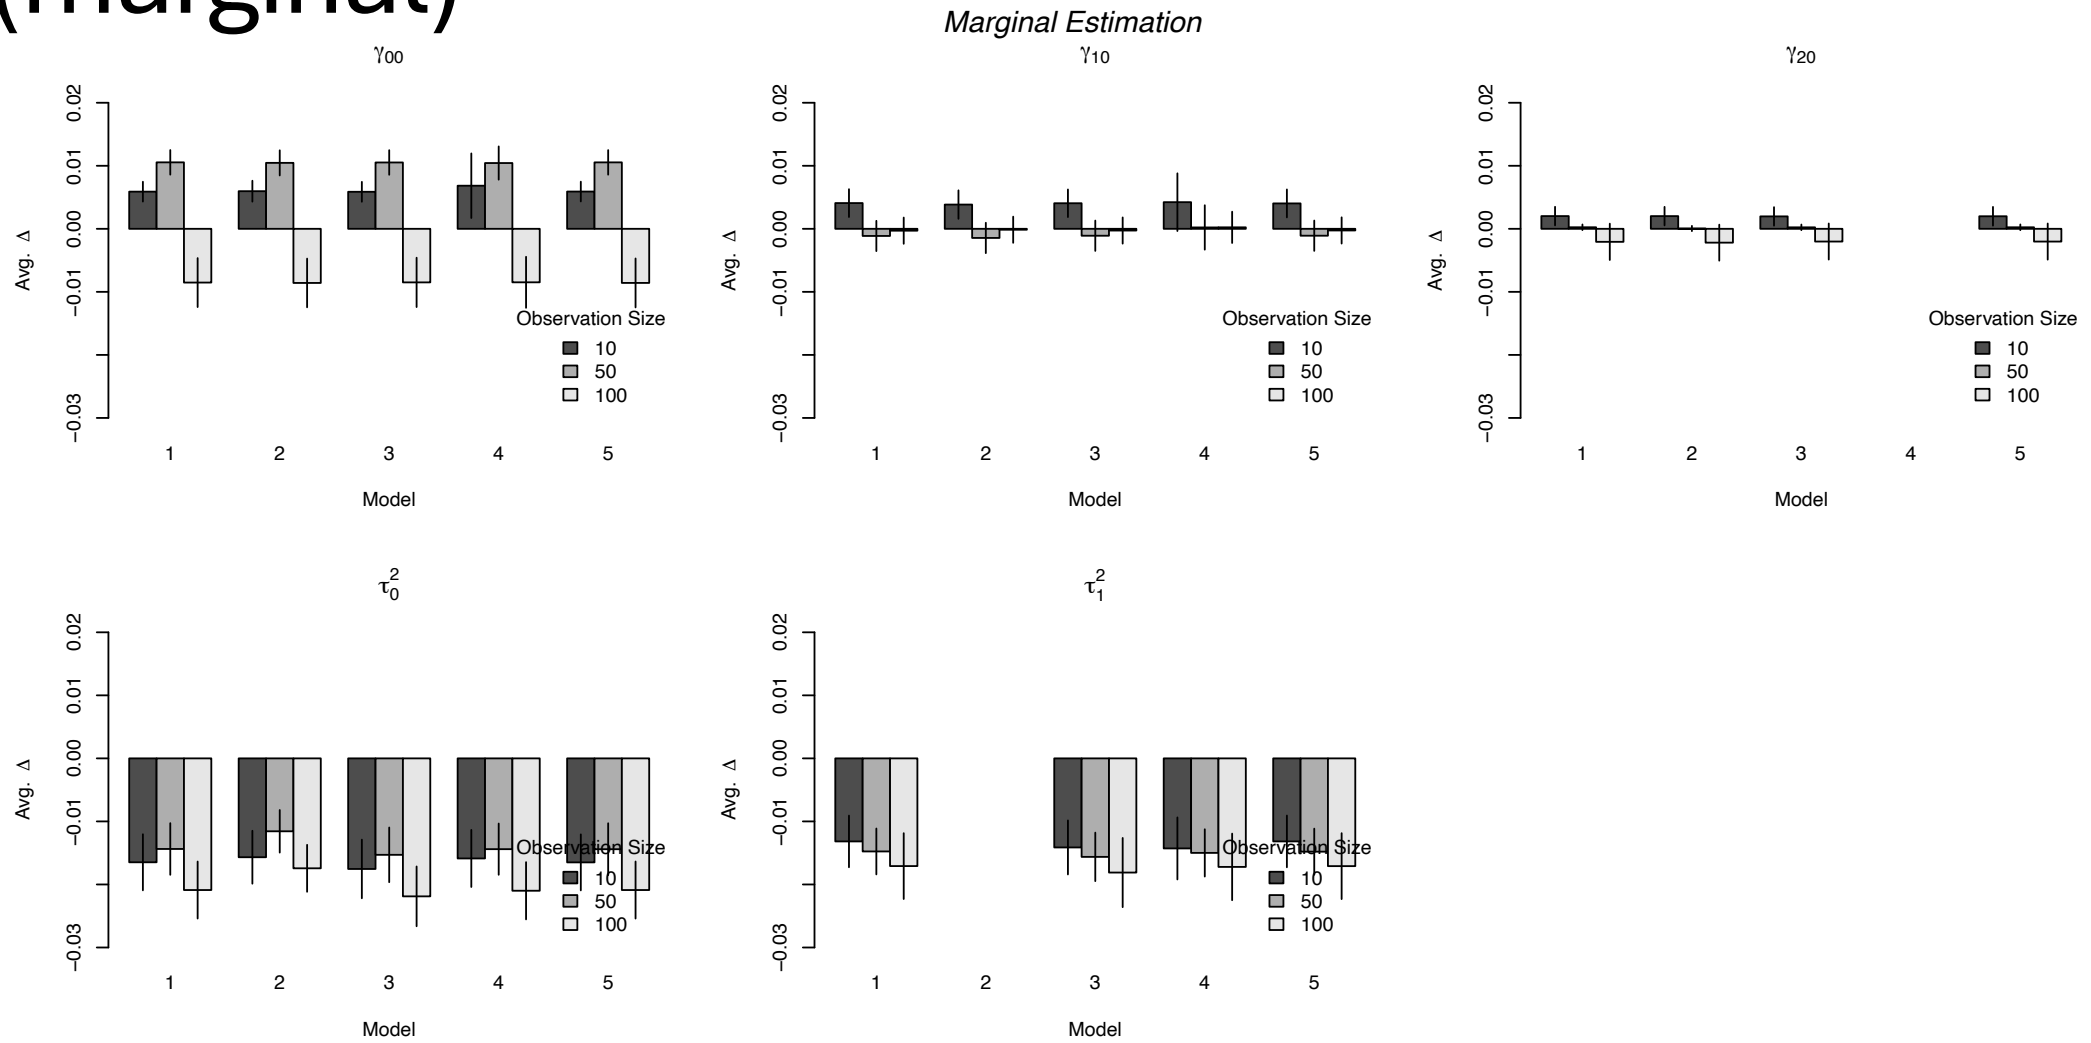 (marginal)
Marginal Estimation
γ00
Avg. Δ
0.02
0.01
0.00
−0.01
−0.03
Observation Size
10
50
100
1 2 3 4 5
Model
γ10
Avg. Δ
0.02
0.01
0.00
−0.01
−0.03
Observation Size
10
50
100
1 2 3 4 5
Model
γ20
Avg. Δ
0.02
0.01
0.00
−0.01
−0.03
Observation Size
10
50
100
1 2 3 4 5
Model
τ²₀
Avg. Δ
0.02
0.01
0.00
−0.01
−0.03
Observation Size
10
50
100
1 2 3 4 5
Model
τ²₁
Avg. Δ
0.02
0.01
0.00
−0.01
−0.03
Observation Size
10
50
100
1 2 3 4 5
Model